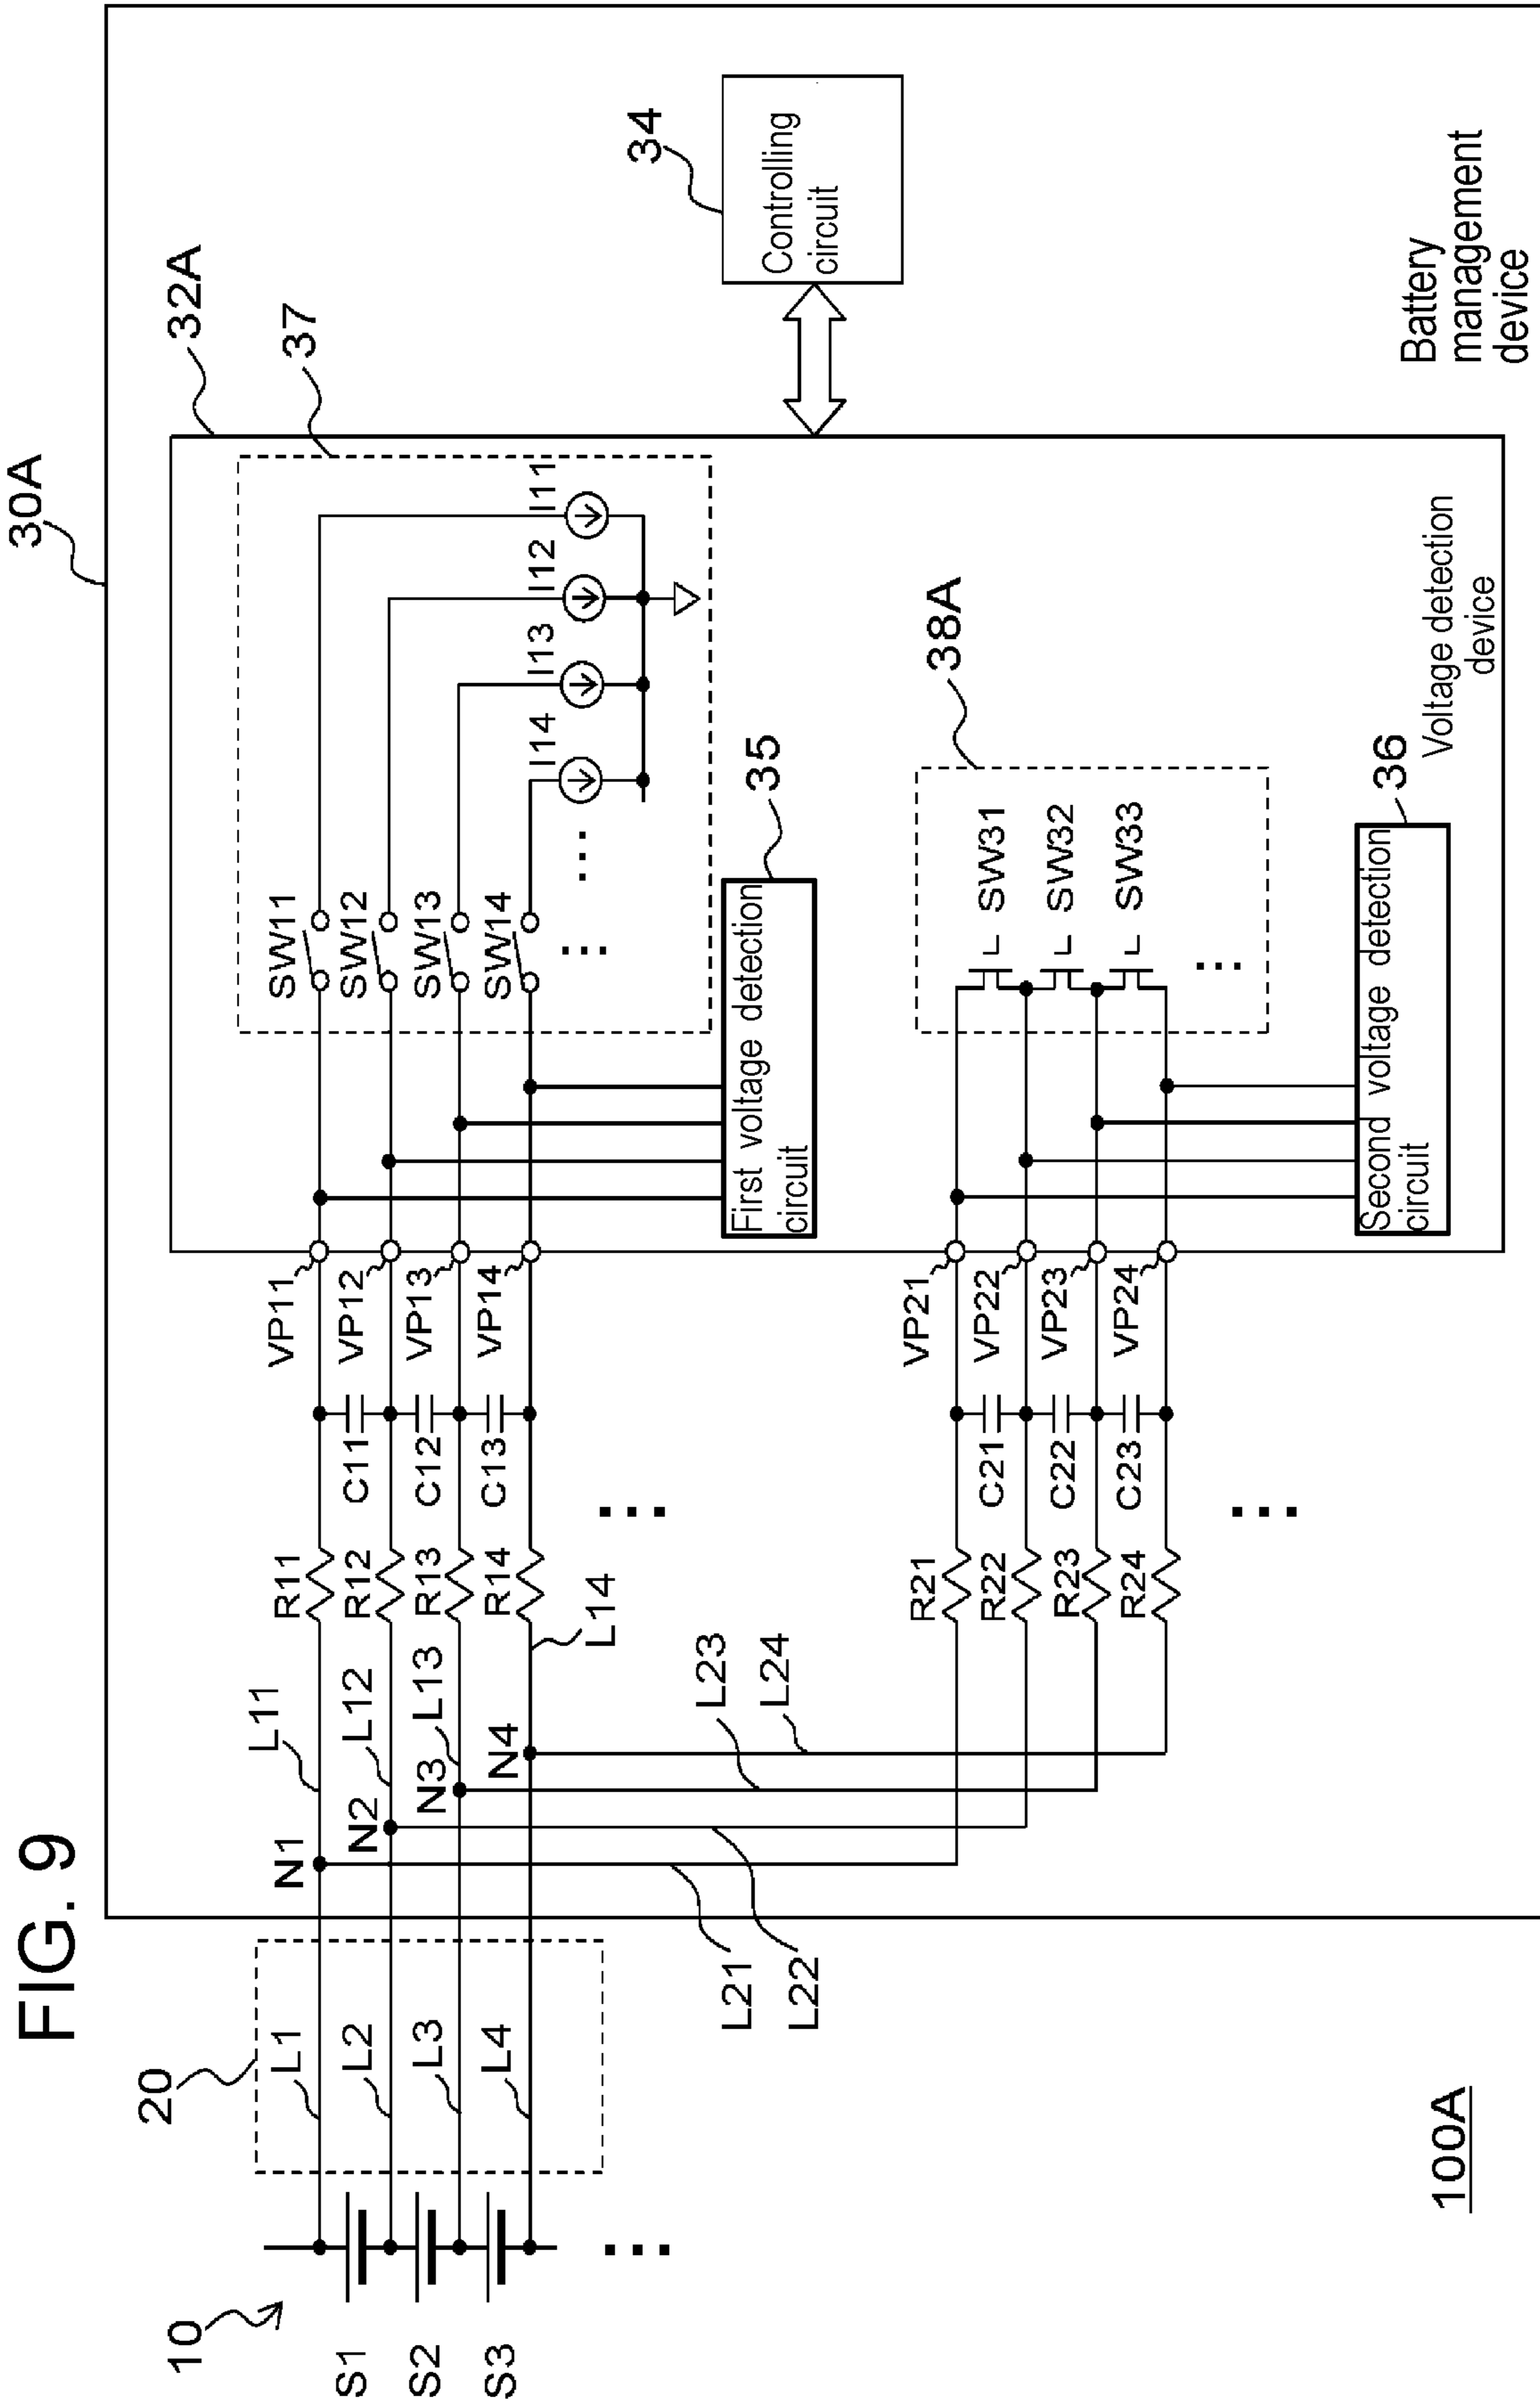 FIG. 9
100A
10
S1
S2
S3
20
L1
L2
L3
L4
30A
N1
N2
N3
N4
L11
L12
L13
L14
L21
L22
L23
L24
R11
R12
R13
R14
C11
C12
C13
VP11
VP12
VP13
VP14
R21
R22
R23
R24
C21
C22
C23
VP21
VP22
VP23
VP24
32A
37
SW11
SW12
SW13
SW14
I14
I13
I12
I11
...
...
First voltage detection
circuit
35
38A
SW31
SW32
SW33
L
L
L
...
Second voltage detection
circuit
36
Voltage detection
device
34
Controlling
circuit
Battery
management
device
...
...
...